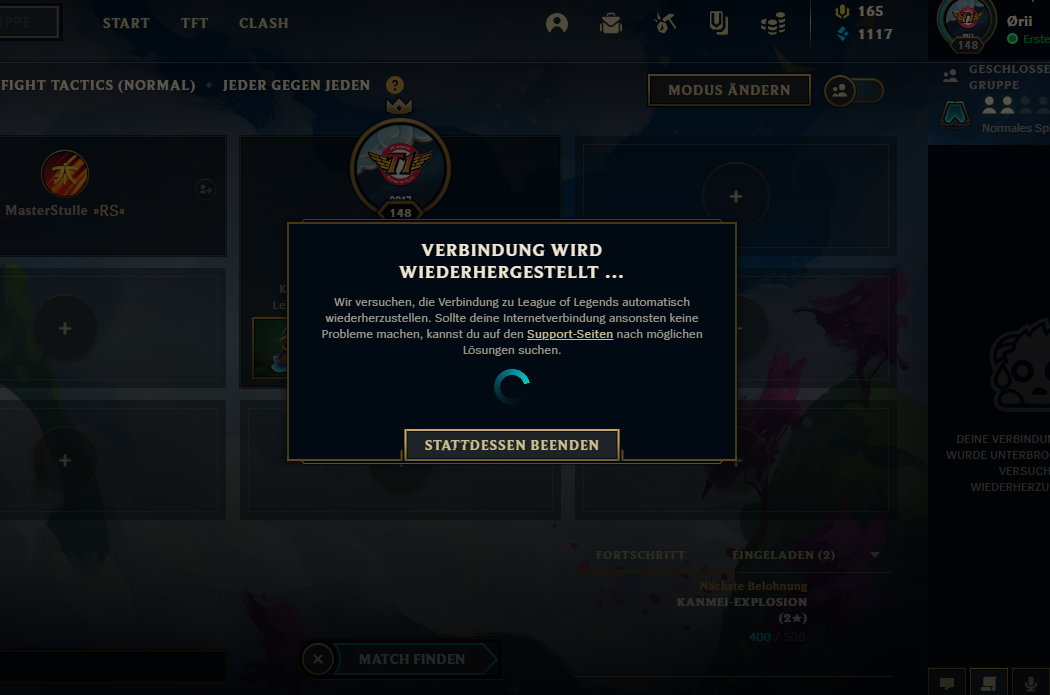 START
TFT
CLASH
165
1117
Ørii
148
FIGHT TACTICS (NORMAL)
JEDER GEGEN JEDEN
?
MODUS ÄNDERN
GESCHLOSSE
GRUPPE
Normales Sp
MasterStulle »RS«
T1
2017
148
VERBINDUNG WIRD
WIEDERHERGESTELLT ...
Wir versuchen, die Verbindung zu League of Legends automatisch
wiederherzustellen. Sollte deine Internetverbindung ansonsten keine
Probleme machen, kannst du auf den Support-Seiten nach möglichen
Lösungen suchen.
STATTDESSEN BEENDEN
DEINE VERBINDUN
WURDE UNTERBRO
VERSUCH
WIEDERHERZU
FORTSCHRITT
EINGELADEN (2)
Nächste Belohnung
KANMEI-EXPLOSION
(2★)
400 / 500
MATCH FINDEN